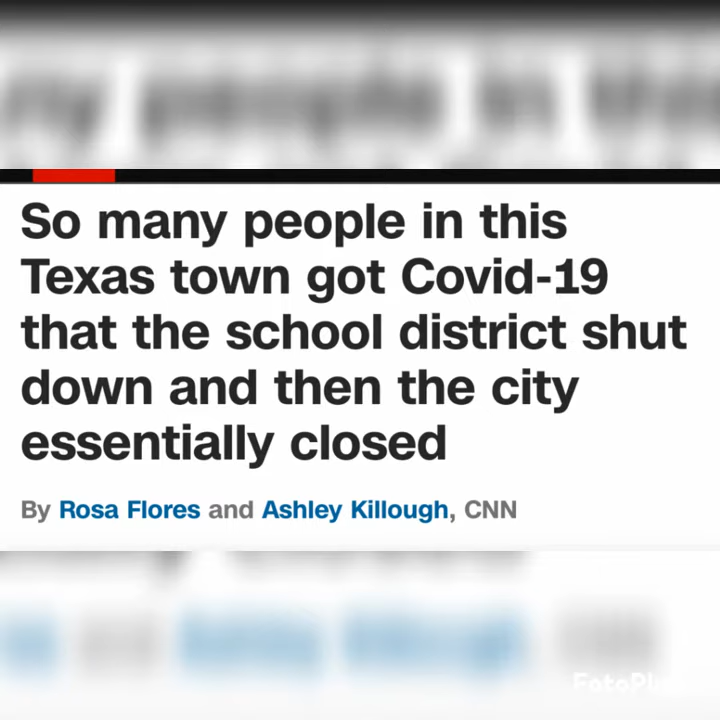 So many people in this
Texas town got Covid-19
that the school district shut
down and then the city
essentially closed
By Rosa Flores and Ashley Killough, CNN